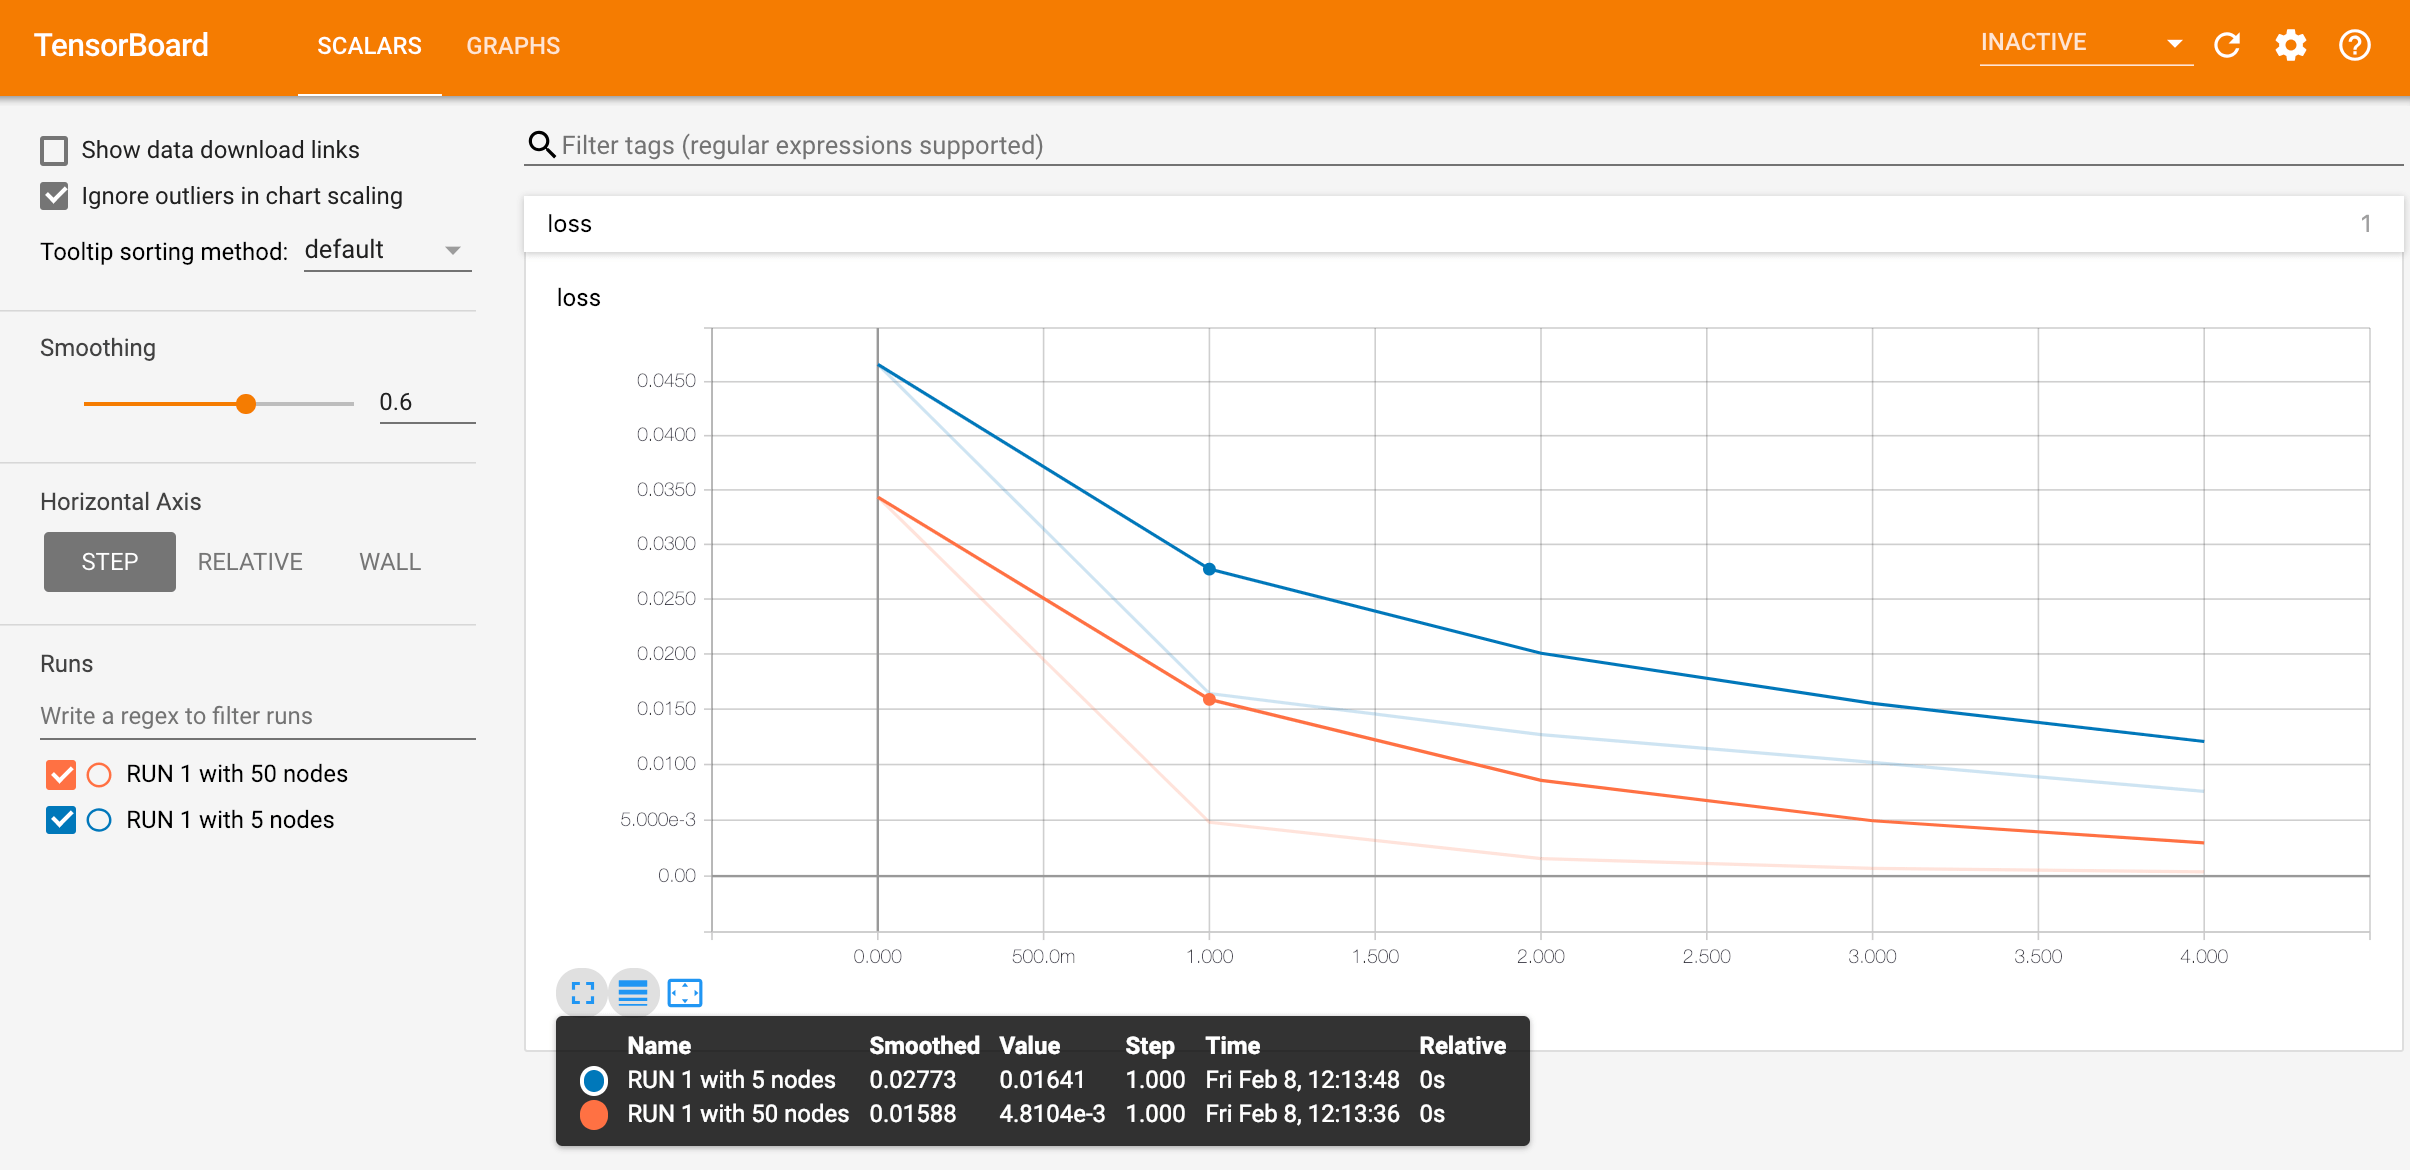 TensorBoard SCALARS GRAPHS INACTIVE
Show data download links
Ignore outliers in chart scaling
Tooltip sorting method: default
Smoothing
0.6
Horizontal Axis
STEP RELATIVE WALL
Runs
Write a regex to filter runs
RUN 1 with 50 nodes
RUN 1 with 5 nodes
Filter tags (regular expressions supported)
loss 1
loss
0.0450
0.0400
0.0350
0.0300
0.0250
0.0200
0.0150
0.0100
5.000e-3
0.00
0.000 500.0m 1.000 1.500 2.000 2.500 3.000 3.500 4.000
Name Smoothed Value Step Time Relative
RUN 1 with 5 nodes 0.02773 0.01641 1.000 Fri Feb 8, 12:13:48 0s
RUN 1 with 50 nodes 0.01588 4.8104e-3 1.000 Fri Feb 8, 12:13:36 0s